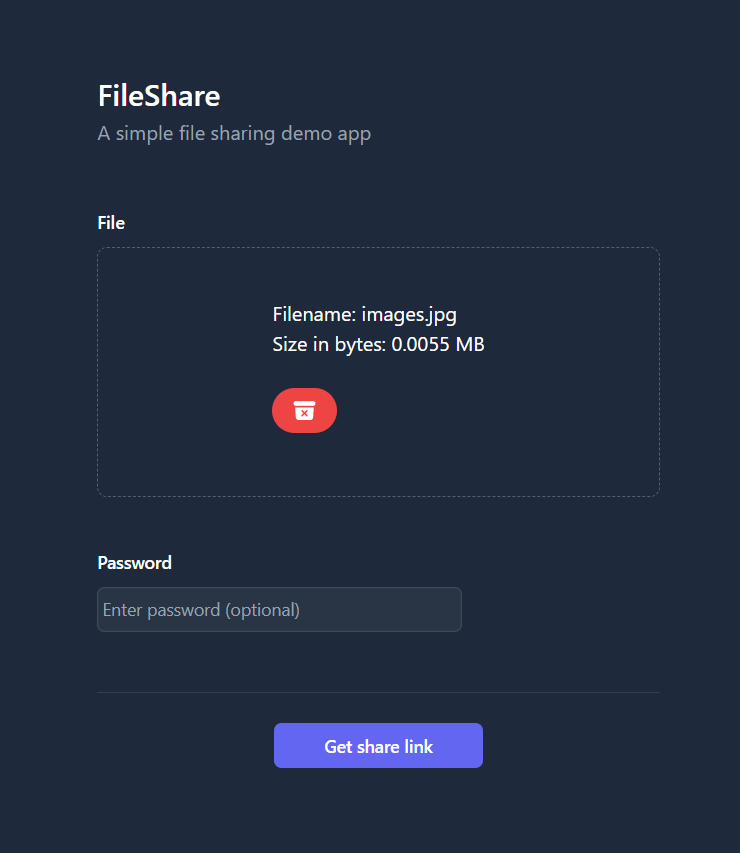 FileShare
A simple file sharing demo app
File
Filename: images.jpg
Size in bytes: 0.0055 MB
Password
Enter password (optional)
Get share link